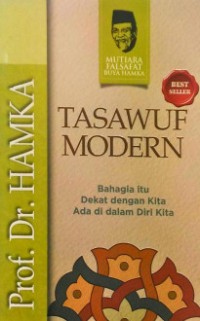 MUTIARA
FALSAFAT
BUYA HAMKA
BEST
SELLER
Prof. Dr. HAMKA
TASAWUF
MODERN
Bahagia itu
Dekat dengan Kita
Ada di dalam Diri Kita